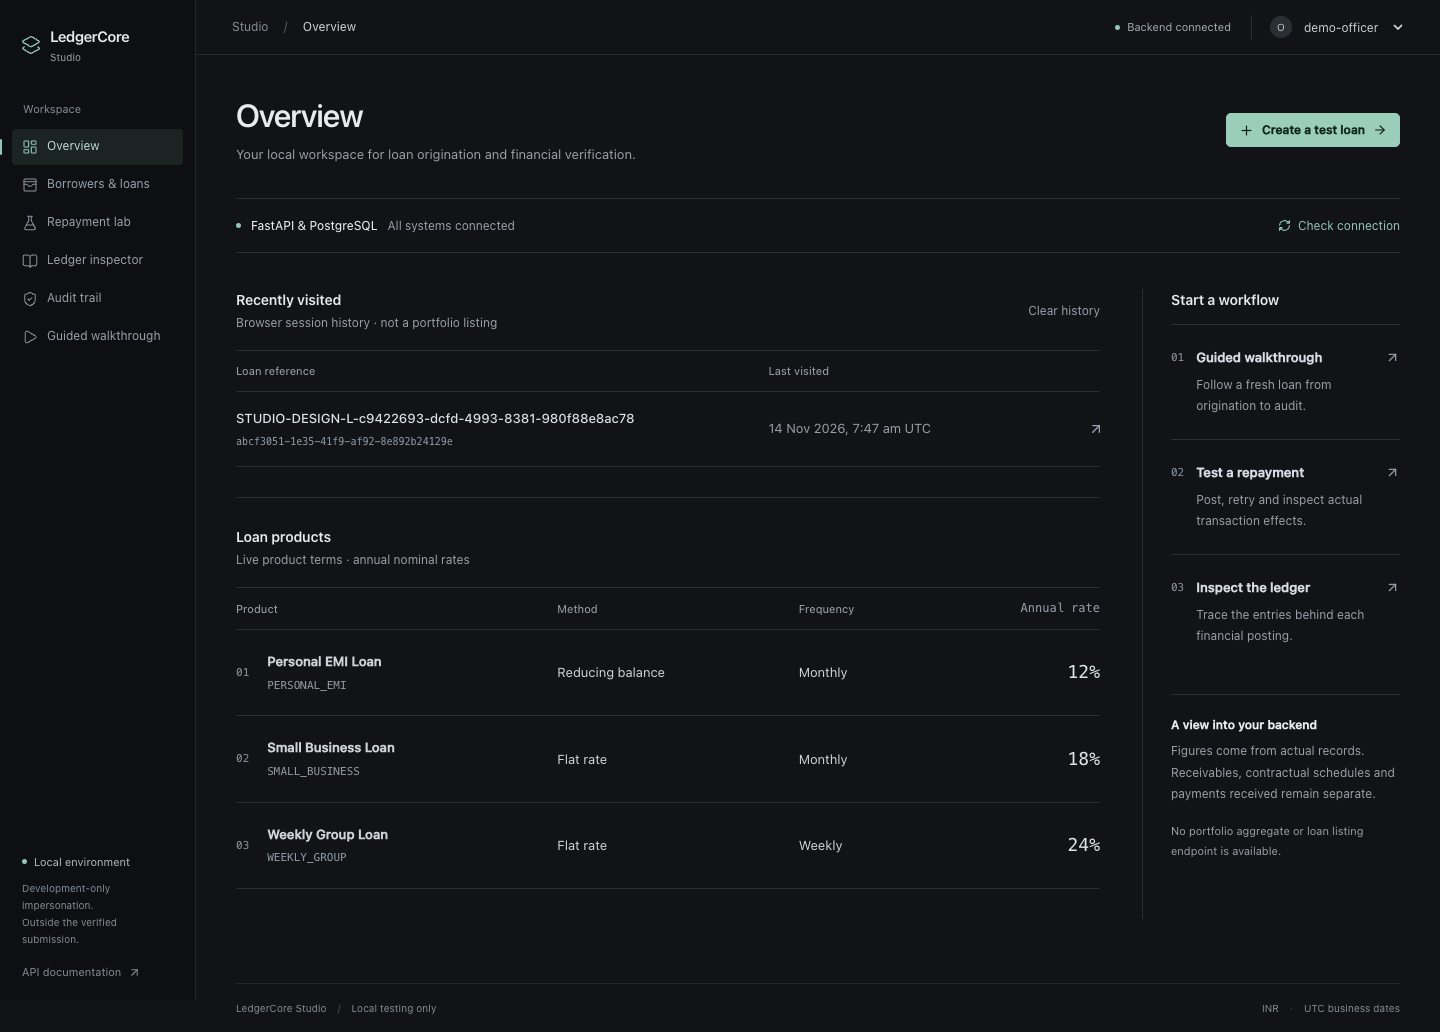 LedgerCore
Studio
Workspace
Overview
Borrowers & loans
Repayment lab
Ledger inspector
Audit trail
Guided walkthrough
Local environment
Development-only
impersonation.
Outside the verified
submission.
API documentation
Studio / Overview
Backend connected
O demo-officer
Overview
Your local workspace for loan origination and financial verification.
Create a test loan
FastAPI & PostgreSQL All systems connected
Check connection
Recently visited
Browser session history · not a portfolio listing
Clear history
Loan reference Last visited
STUDIO-DESIGN-L-c9422693-dcfd-4993-8381-980f88e8ac78
abcf3051-1e35-41f9-af92-8e892b24129e
14 Nov 2026, 7:47 am UTC
Loan products
Live product terms · annual nominal rates
Product Method Frequency Annual rate
01 Personal EMI Loan
PERSONAL_EMI
Reducing balance Monthly 12%
02 Small Business Loan
SMALL_BUSINESS
Flat rate Monthly 18%
03 Weekly Group Loan
WEEKLY_GROUP
Flat rate Weekly 24%
Start a workflow
01 Guided walkthrough
Follow a fresh loan from
origination to audit.
02 Test a repayment
Post, retry and inspect actual
transaction effects.
03 Inspect the ledger
Trace the entries behind each
financial posting.
A view into your backend
Figures come from actual records.
Receivables, contractual schedules and
payments received remain separate.
No portfolio aggregate or loan listing
endpoint is available.
LedgerCore Studio / Local testing only
INR · UTC business dates